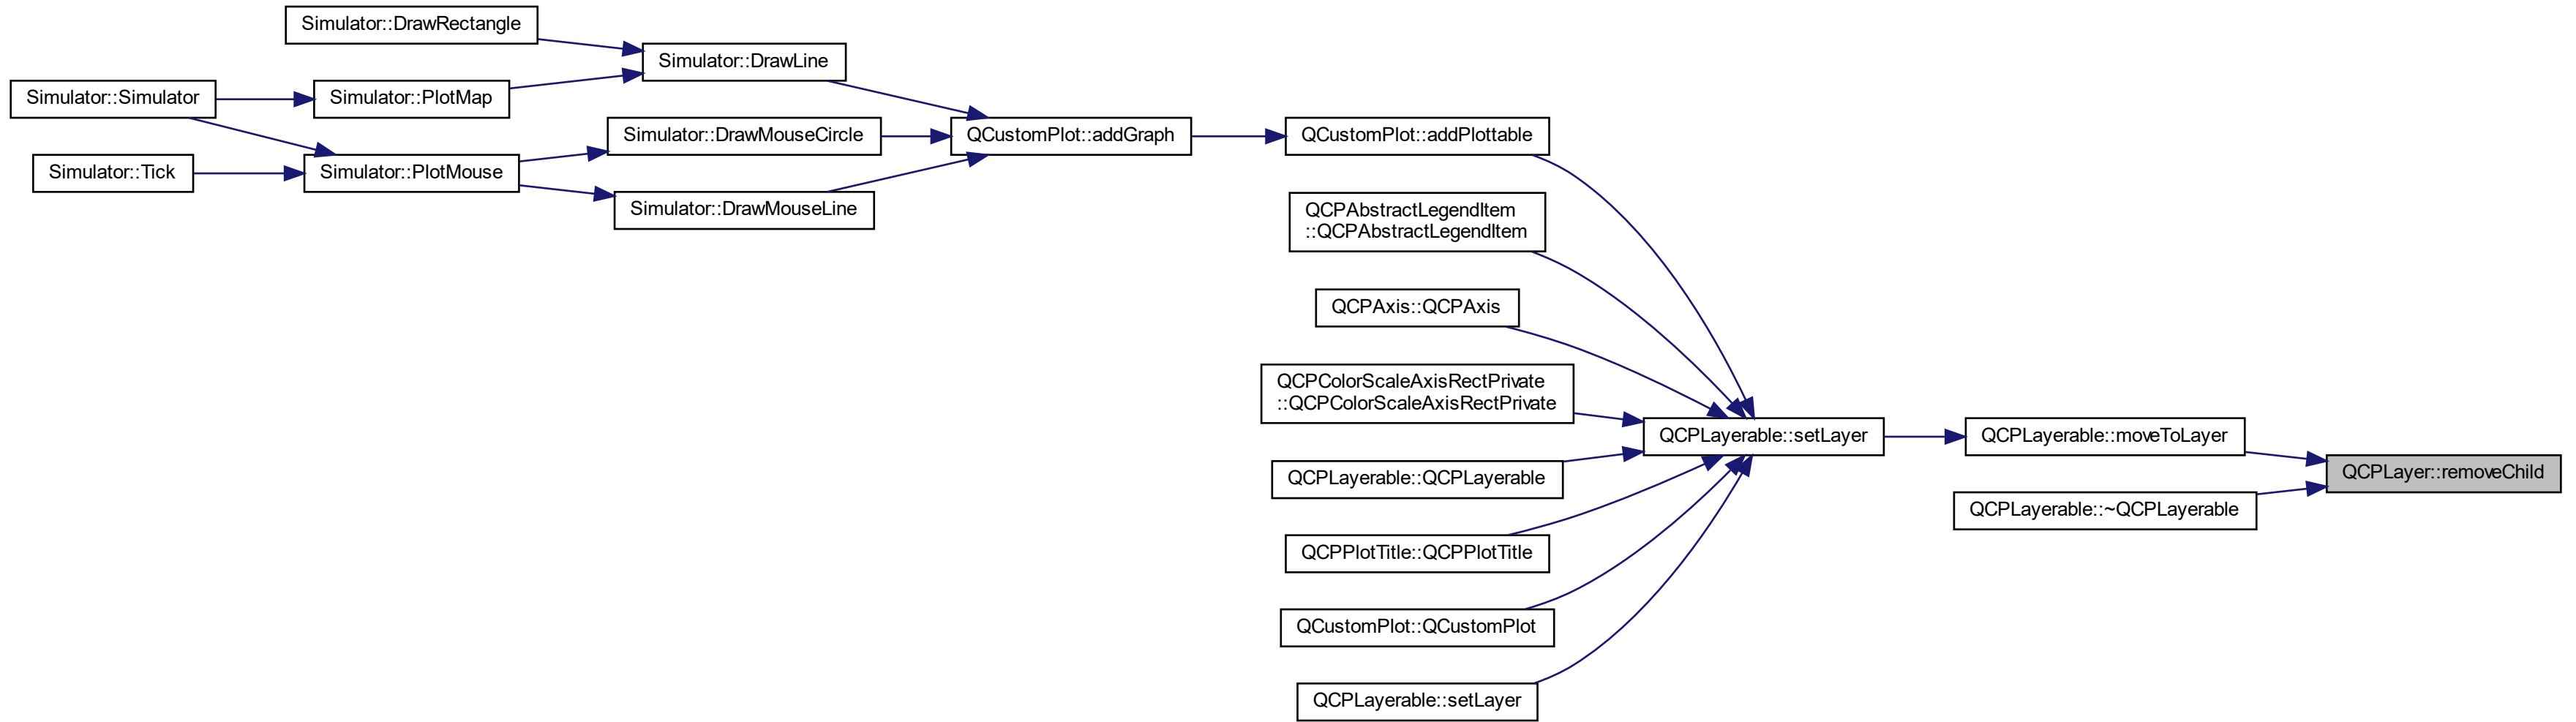 Simulator::DrawRectangle
Simulator::DrawLine
Simulator::Simulator
Simulator::PlotMap
Simulator::DrawMouseCircle
QCustomPlot::addGraph
QCustomPlot::addPlottable
Simulator::Tick
Simulator::PlotMouse
Simulator::DrawMouseLine
QCPAbstractLegendItem
::QCPAbstractLegendItem
QCPAxis::QCPAxis
QCPColorScaleAxisRectPrivate
::QCPColorScaleAxisRectPrivate
QCPLayerable::setLayer
QCPLayerable::moveToLayer
QCPLayer::removeChild
QCPLayerable::QCPLayerable
QCPLayerable::~QCPLayerable
QCPPlotTitle::QCPPlotTitle
QCustomPlot::QCustomPlot
QCPLayerable::setLayer